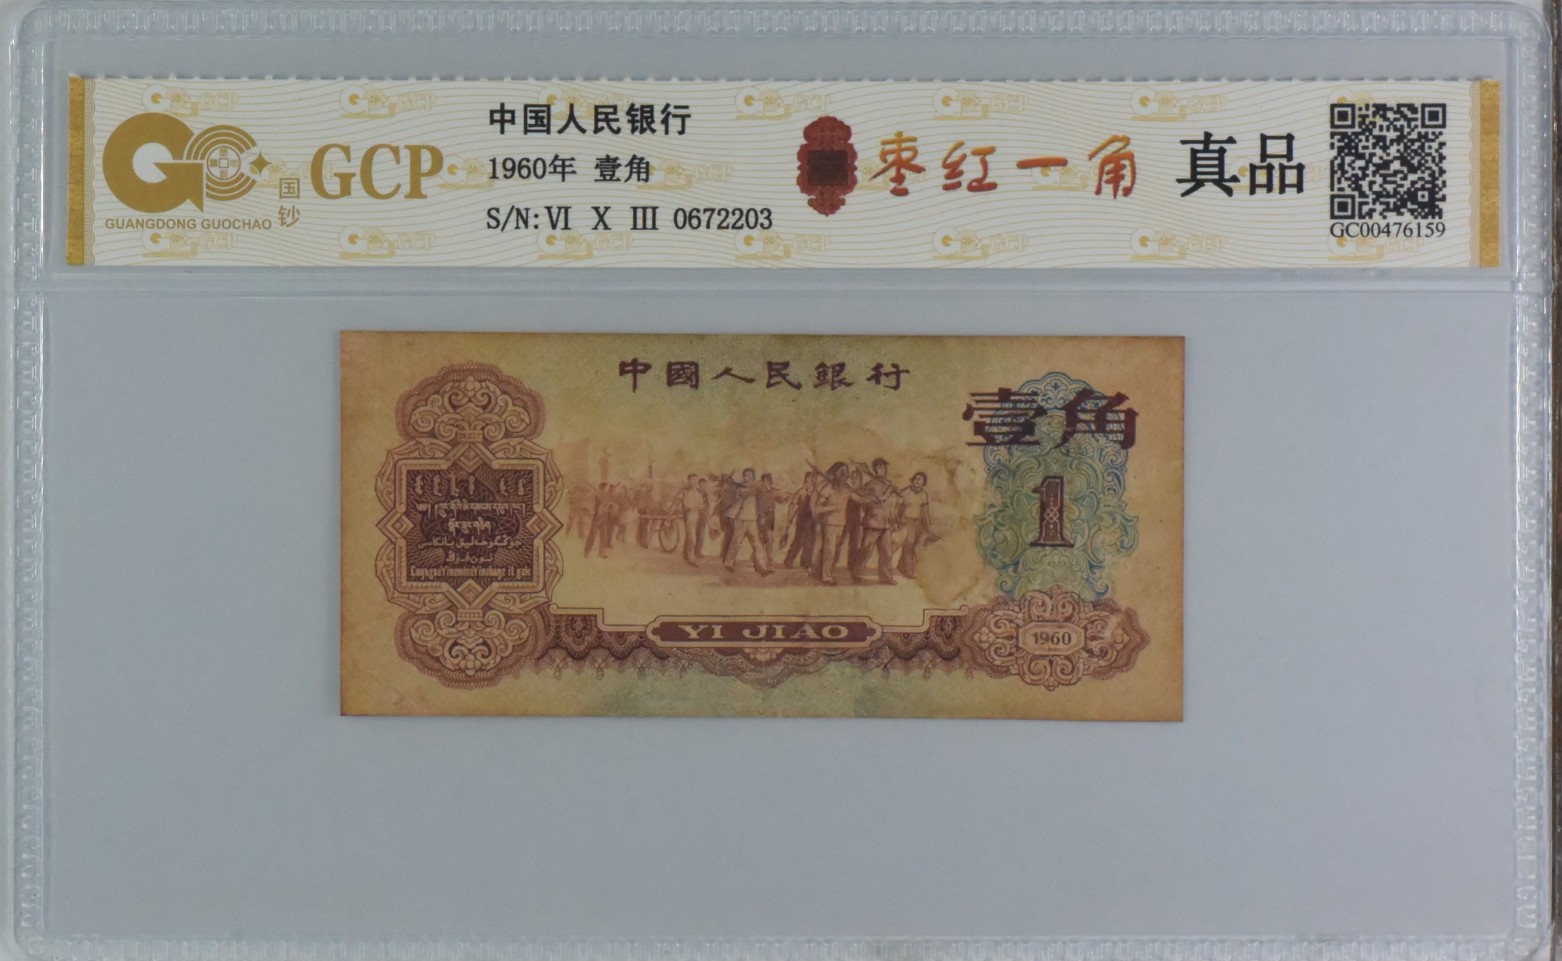 GUANGDONG GUOCHAO
国钞
GCP
中国人民银行
1960年 壹角
S/N: VI X III 0672203
枣红一角
真品
GC00476159
中國人民銀行
壹角
1
YI JIAO
1960